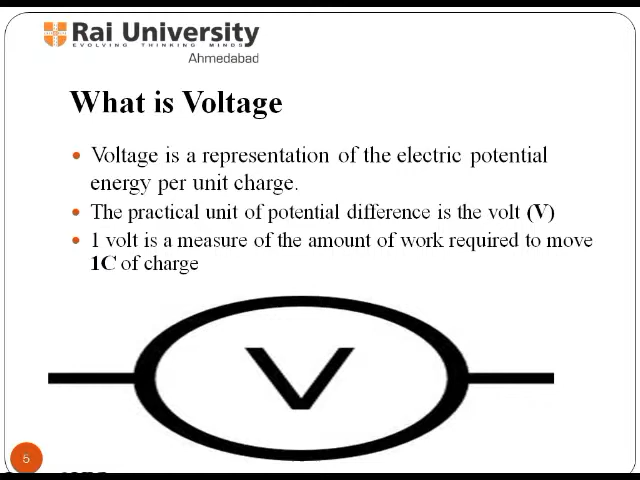 Rai University
EVOLVING THINKING MINDS
Ahmedabad
What is Voltage
• Voltage is a representation of the electric potential
energy per unit charge.
• The practical unit of potential difference is the volt (V)
• 1 volt is a measure of the amount of work required to move
1C of charge
V
5